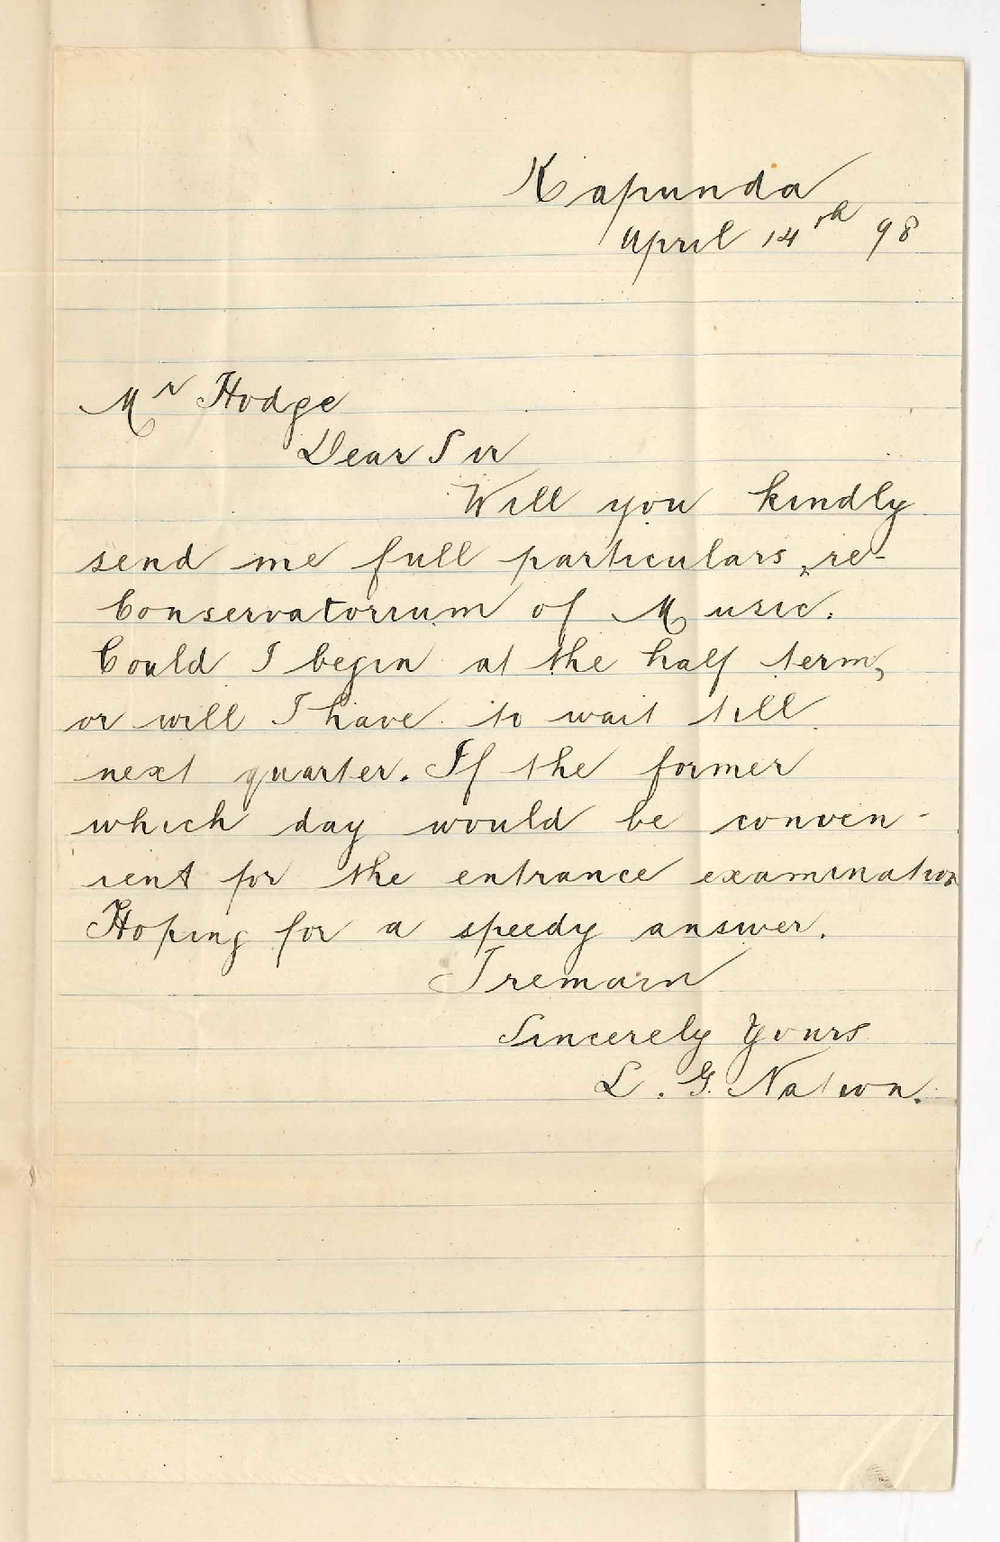 Kapunda
April 14th 98
Mr Hodge
Dear Sir
Will you kindly
send me full particulars, re-
Conservatorium of Music.
Could I begin at the half term,
or will I have to wait till
next quarter. If the former
which day would be conven-
ient for the entrance examination
Hoping for a speedy answer.
I remain
Sincerely Yours
L. G. Nation.